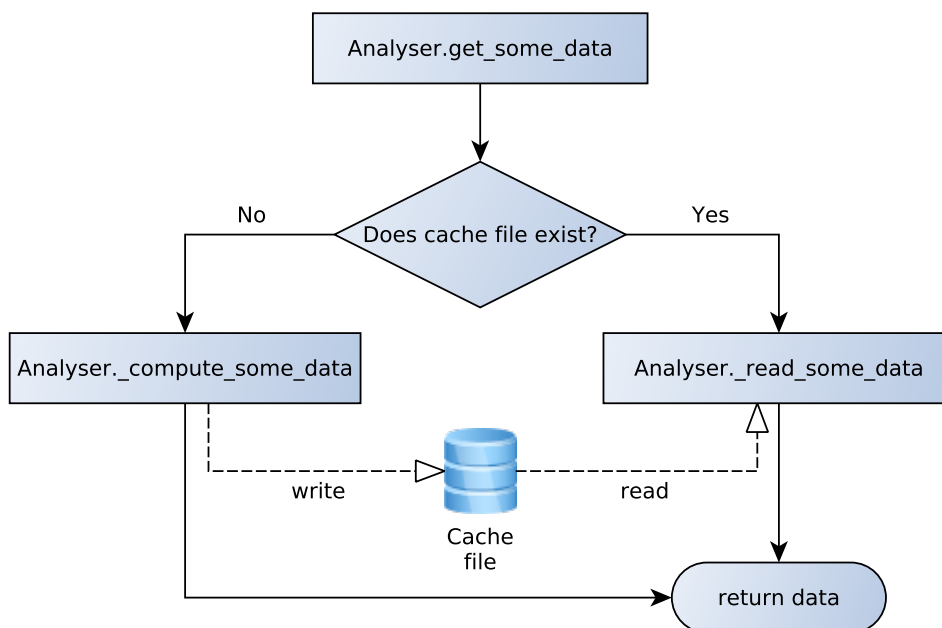 Analyser.get_some_data
No
Yes
Does cache file exist?
Analyser._compute_some_data
Analyser._read_some_data
write
read
Cache
file
return data